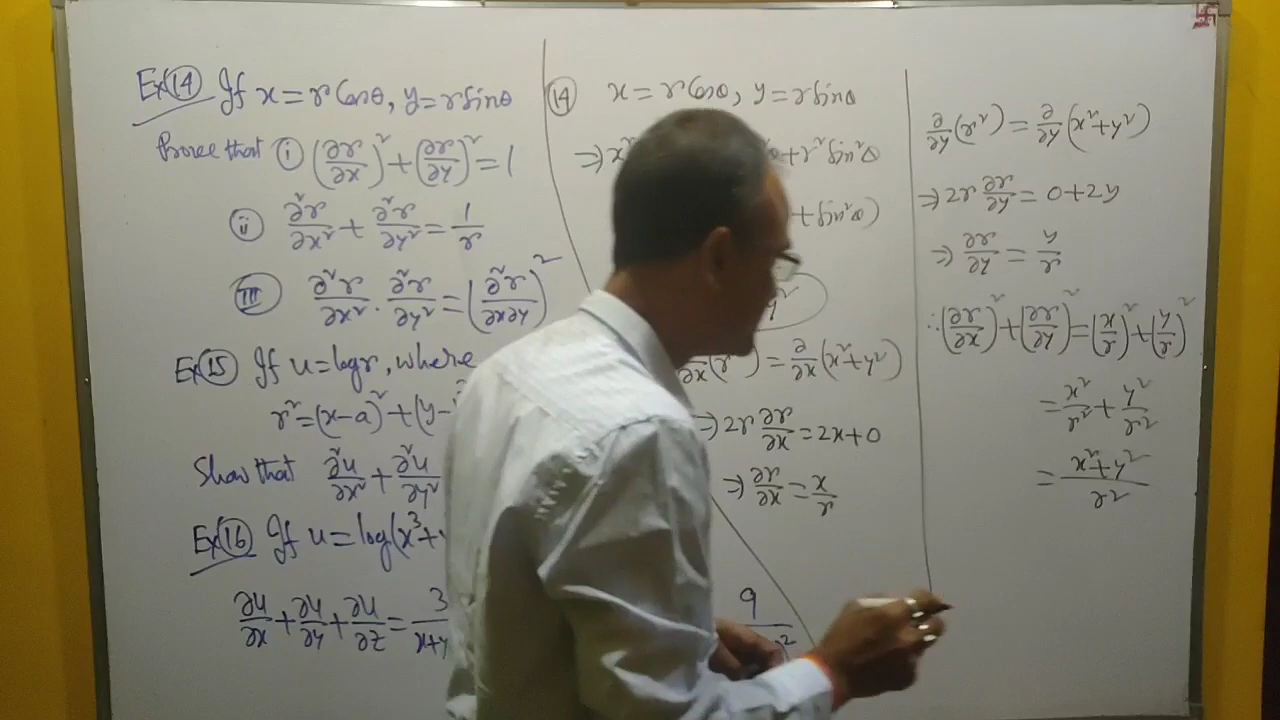 Ex(14) If x = r Cosθ, y = r Sinθ
Prove that (i) (∂r/∂x)² + (∂r/∂y)² = 1
(ii) ∂²r/∂x² + ∂²r/∂y² = 1/r
(iii) ∂²r/∂x² · ∂²r/∂y² = (∂²r/∂x∂y)²
Ex(15) If u = log r, where
r² = (x-a)² + (y-
Show that ∂²u/∂x² + ∂²u/∂y²
Ex(16) If u = log(x³+
∂u/∂x + ∂u/∂y + ∂u/∂z = 3/x+y
9
²
(14) x = r Cosθ, y = r Sinθ
⇒ x² + r² Sin²θ
+ Sin²θ)
y²
∂x(r²) = ∂/∂x (x²+y²)
⇒ 2r ∂r/∂x = 2x+0
⇒ ∂r/∂x = x/r
∂/∂y (r²) = ∂/∂y (x²+y²)
⇒ 2r ∂r/∂y = 0+2y
⇒ ∂r/∂y = y/r
∴ (∂r/∂x)² + (∂r/∂y)² = (x/r)² + (y/r)²
= x²/r² + y²/r²
= x²+y²/r²